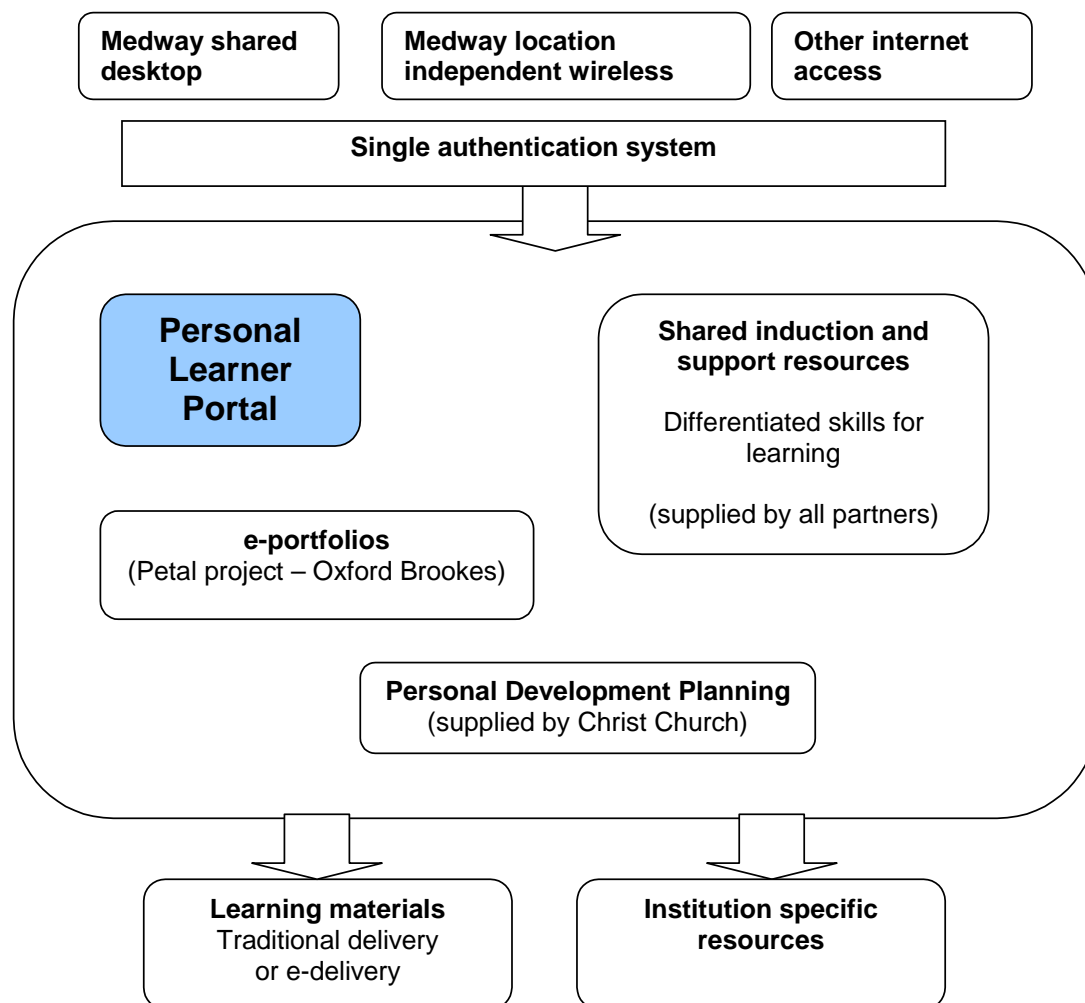 Medway shared
desktop
Medway location
independent wireless
Other internet
access
Single authentication system
Personal
Learner
Portal
Shared induction and
support resources
Differentiated skills for
learning
(supplied by all partners)
e-portfolios
(Petal project – Oxford Brookes)
Personal Development Planning
(supplied by Christ Church)
Learning materials
Traditional delivery
or e-delivery
Institution specific
resources